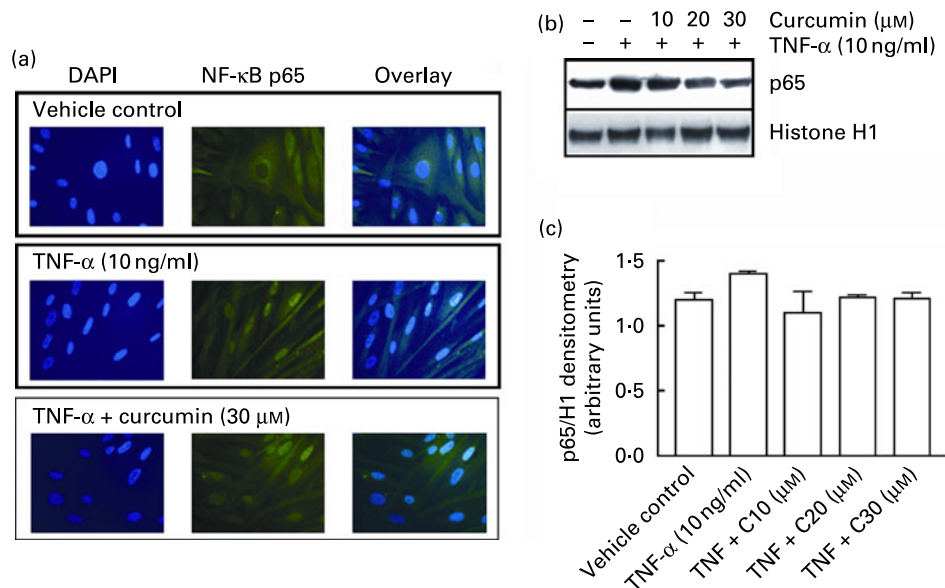 (a)
DAPI NF-κB p65 Overlay
Vehicle control
TNF-α (10 ng/ml)
TNF-α + curcumin (30 μM)
(b)
10 20 30 Curcumin (μM)
– + + + + TNF-α (10 ng/ml)
– –
p65
Histone H1
(c)
p65/H1 densitometry
(arbitrary units)
1·5
1·0
0·5
0·0
Vehicle control
TNF-α (10 ng/ml)
TNF + C10 (μM)
TNF + C20 (μM)
TNF + C30 (μM)